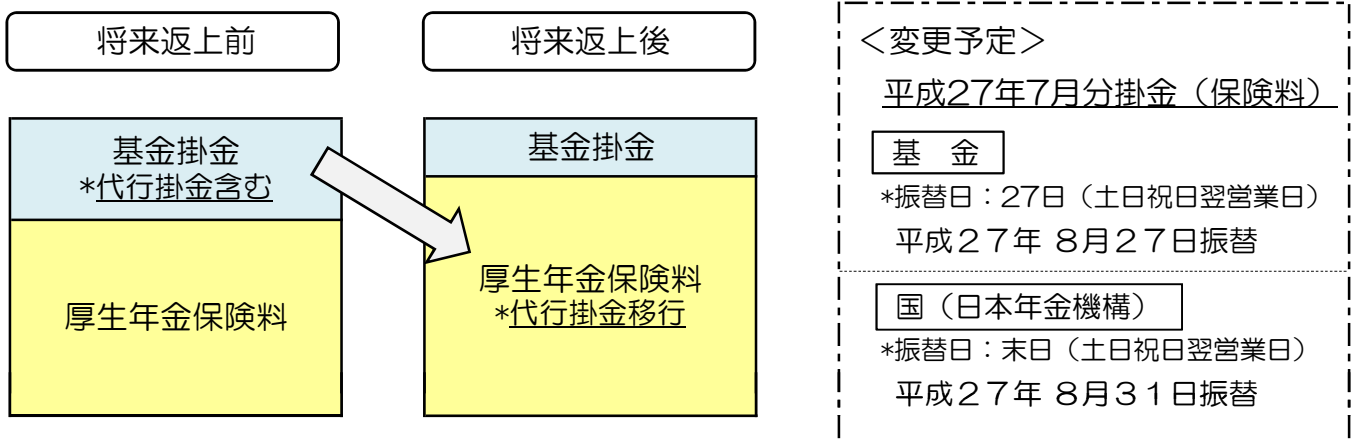 将来返上前
基金掛金
*代行掛金含む
厚生年金保険料
将来返上後
基金掛金
厚生年金保険料
*代行掛金移行
＜変更予定＞
平成27年7月分掛金（保険料）
基　金
*振替日：27日（土日祝日翌営業日）
平成２７年 ８月２７日振替
国（日本年金機構）
*振替日：末日（土日祝日翌営業日）
平成２７年 ８月３１日振替